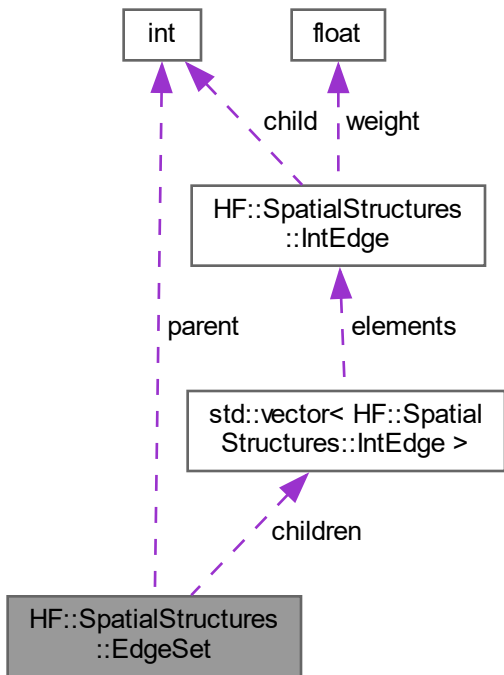 int
float
child
weight
HF::SpatialStructures
::IntEdge
parent
elements
std::vector< HF::Spatial
Structures::IntEdge >
children
HF::SpatialStructures
::EdgeSet